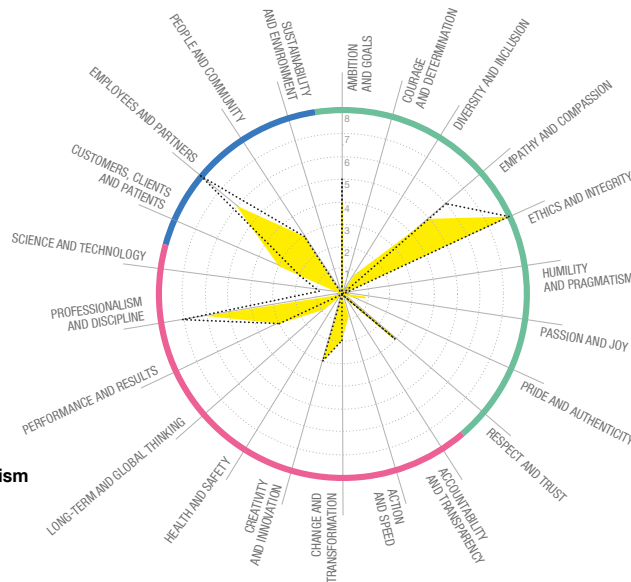 AMBITION
AND GOALS
COURAGE
AND DETERMINATION
DIVERSITY AND INCLUSION
EMPATHY AND COMPASSION
ETHICS AND INTEGRITY
HUMILITY
AND PRAGMATISM
PASSION AND JOY
PRIDE AND AUTHENTICITY
RESPECT AND TRUST
ACCOUNTABILITY
AND TRANSPARENCY
ACTION
AND SPEED
CHANGE AND
TRANSFORMATION
CREATIVITY
AND INNOVATION
HEALTH AND SAFETY
LONG-TERM AND GLOBAL THINKING
PERFORMANCE AND RESULTS
PROFESSIONALISM
AND DISCIPLINE
SCIENCE AND TECHNOLOGY
CUSTOMERS, CLIENTS
AND PATIENTS
EMPLOYEES AND PARTNERS
PEOPLE AND COMMUNITY
SUSTAINABILITY
AND ENVIRONMENT
8
7
6
5
4
3
2
ism